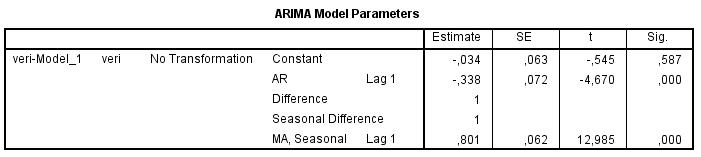 ARIMA Model Parameters
Estimate SE t Sig.
veri-Model_1 veri No Transformation Constant -,034 ,063 -,545 ,587
AR Lag 1 -,338 ,072 -4,670 ,000
Difference 1
Seasonal Difference 1
MA, Seasonal Lag 1 ,801 ,062 12,985 ,000